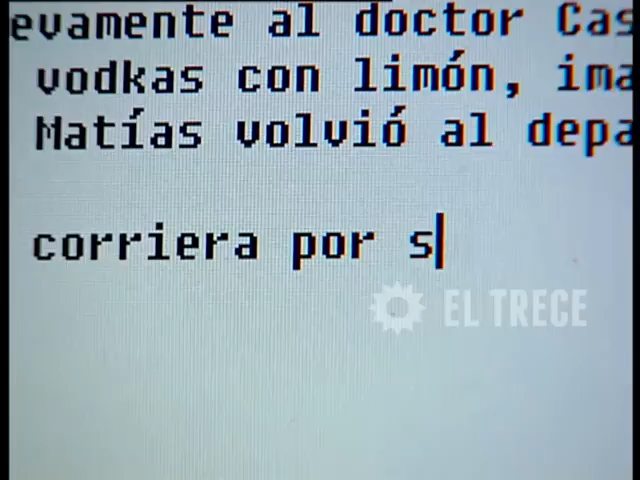 evamente al doctor Cas
vodkas con limón, ima
Matías volvió al depa
corriera por s
EL TRECE